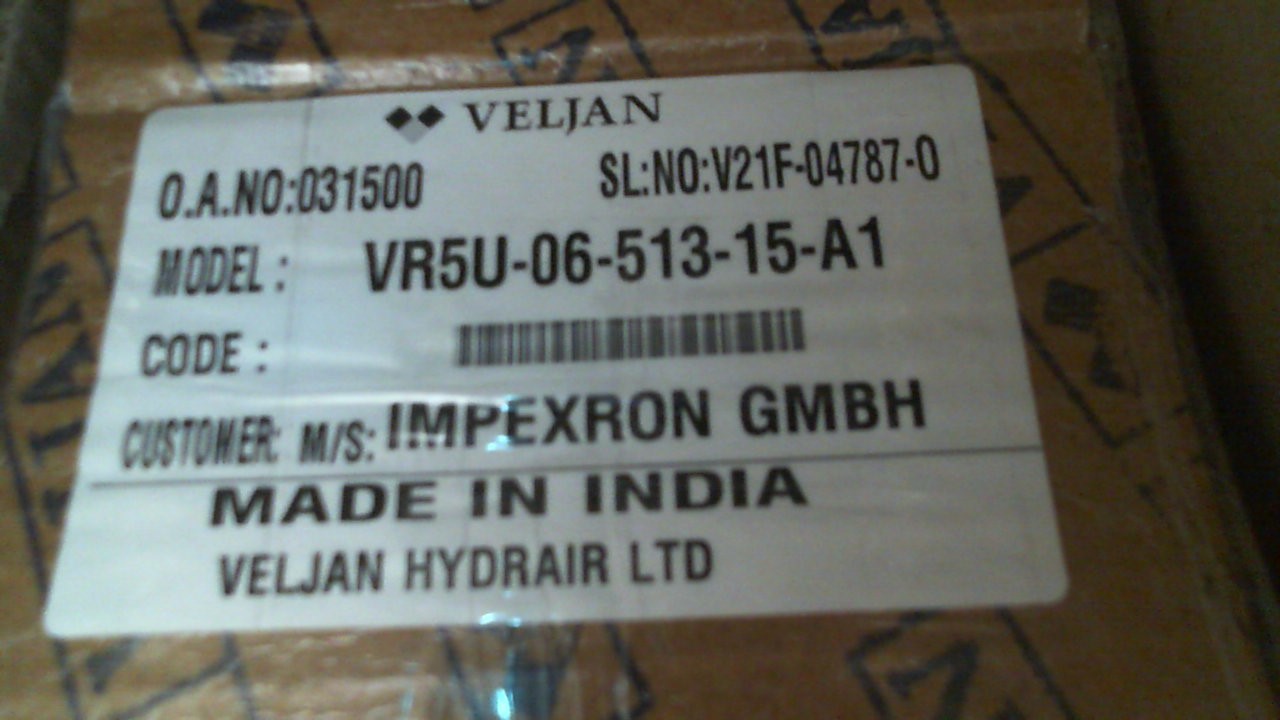 VELJAN
O.A.NO:031500 SL:NO:V21F-04787-0
MODEL : VR5U-06-513-15-A1
CODE :
CUSTOMER: M/S: IMPEXRON GMBH
MADE IN INDIA
VELJAN HYDRAIR LTD